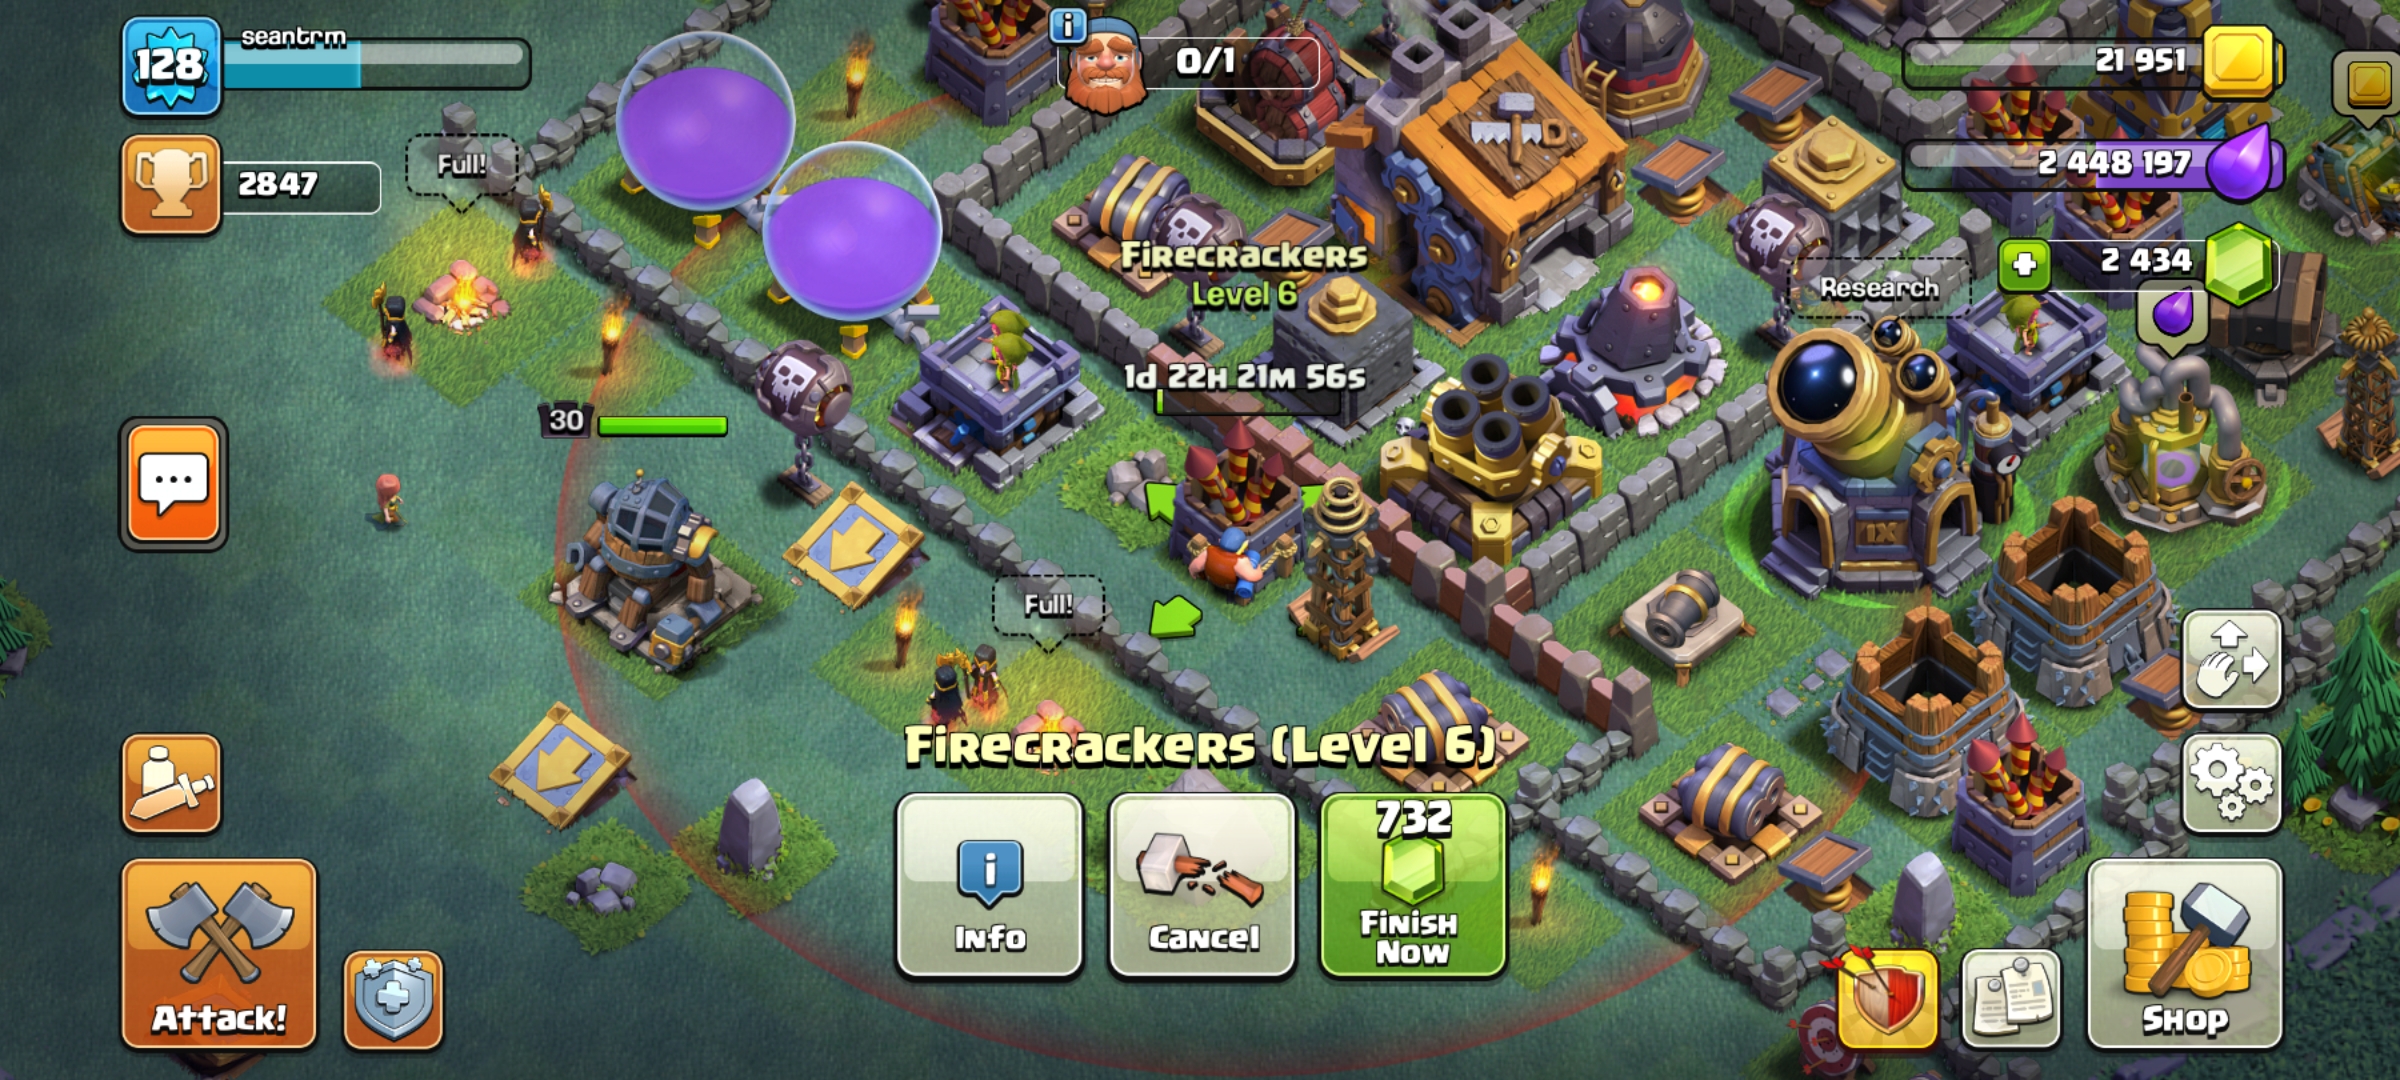 128
seantrm
0/1
21 951
Full!
2847
2 448 197
Firecrackers
Level 6
2 434
Research
1d 22h 21m 56s
30
IX
Full!
Firecrackers (Level 6)
Info
Cancel
732
Finish
Now
Attack!
Shop